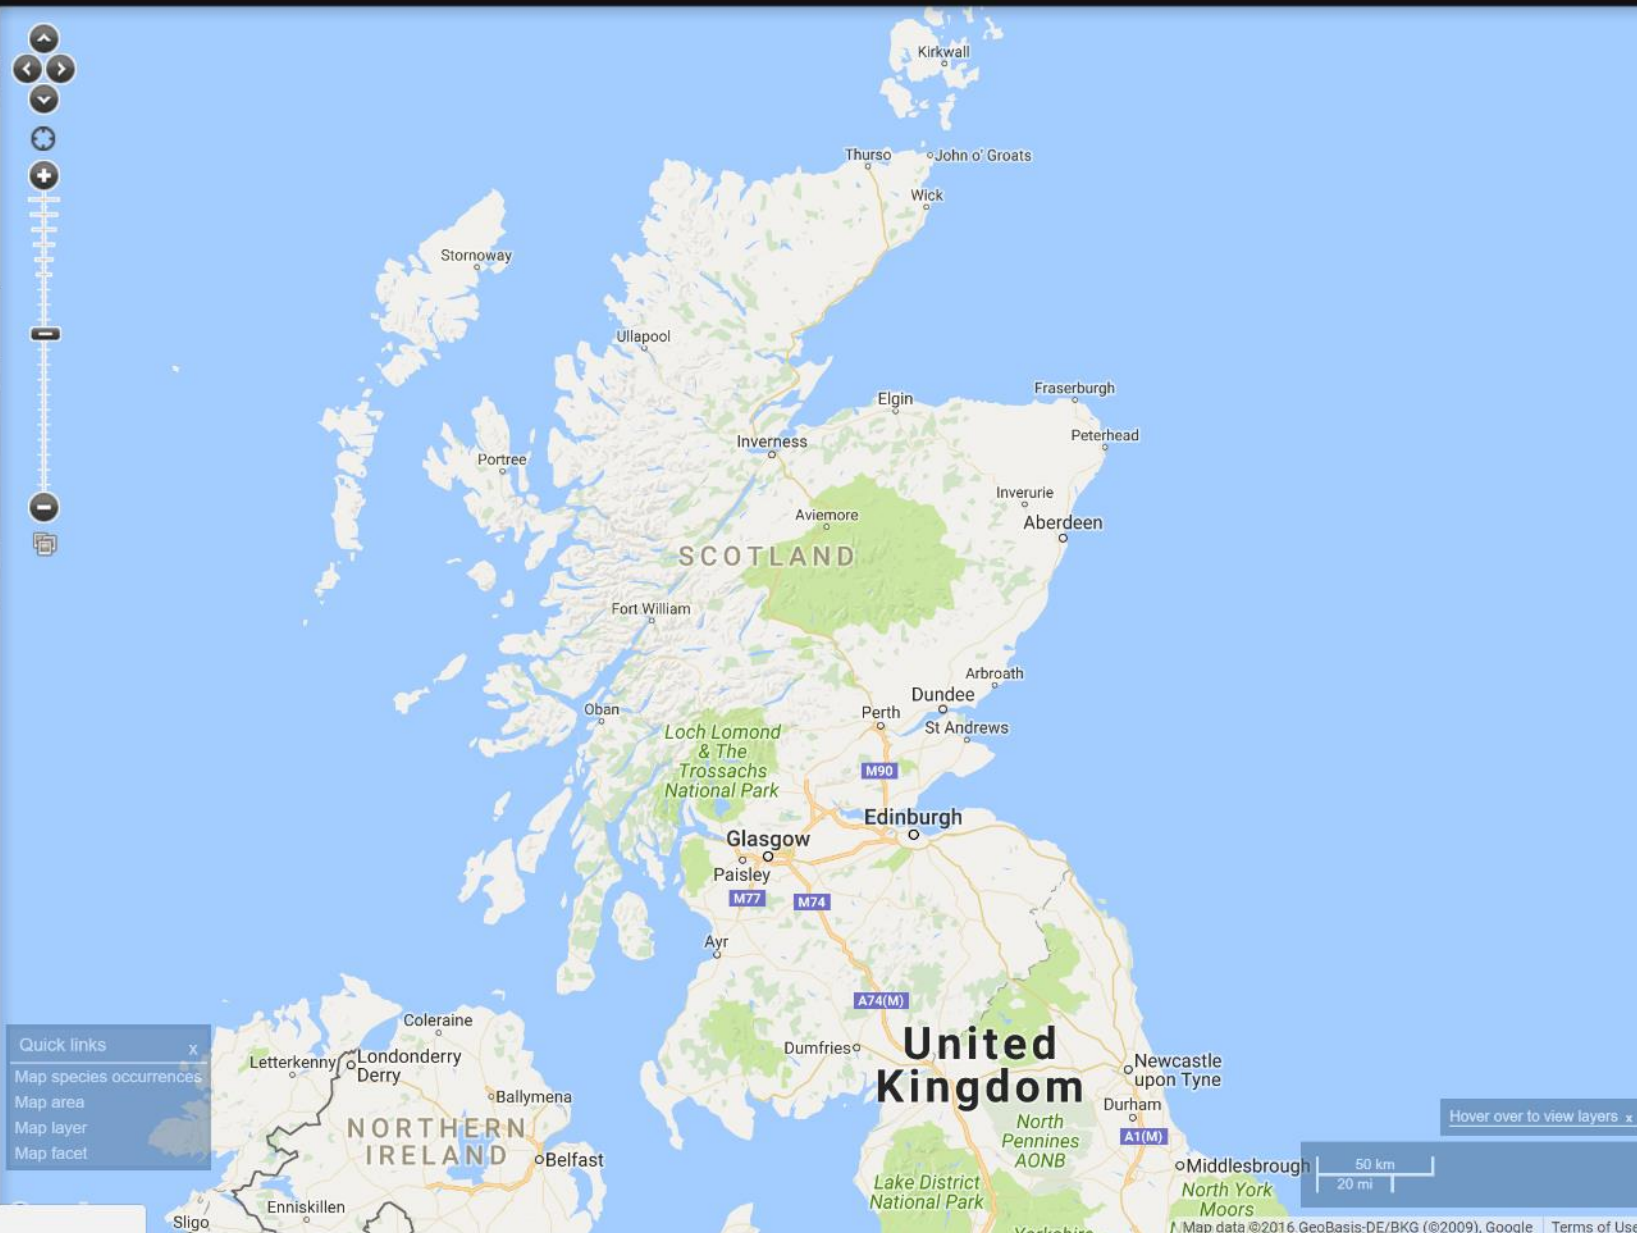 Kirkwall
Thurso
John o' Groats
Wick
Stornoway
Ullapool
Fraserburgh
Elgin
Peterhead
Inverness
Portree
Inverurie
Aviemore
Aberdeen
SCOTLAND
Fort William
Arbroath
Dundee
Oban
Perth
St Andrews
Loch Lomond
& The
Trossachs
National Park
M90
Edinburgh
Glasgow
Paisley
M77
M74
Ayr
A74(M)
Coleraine
United
Kingdom
Dumfries
Quick links
x
Map species occurrences
Map area
Map layer
Map facet
Letterkenny
Londonderry
Derry
Ballymena
NORTHERN
IRELAND
Belfast
Enniskillen
Sligo
Newcastle
upon Tyne
Durham
A1(M)
North
Pennines
AONB
Hover over to view layers x
Middlesbrough
50 km
20 mi
Lake District
National Park
North York
Moors
Yorkshire
Map data ©2016 GeoBasis-DE/BKG (©2009), Google
Terms of Use